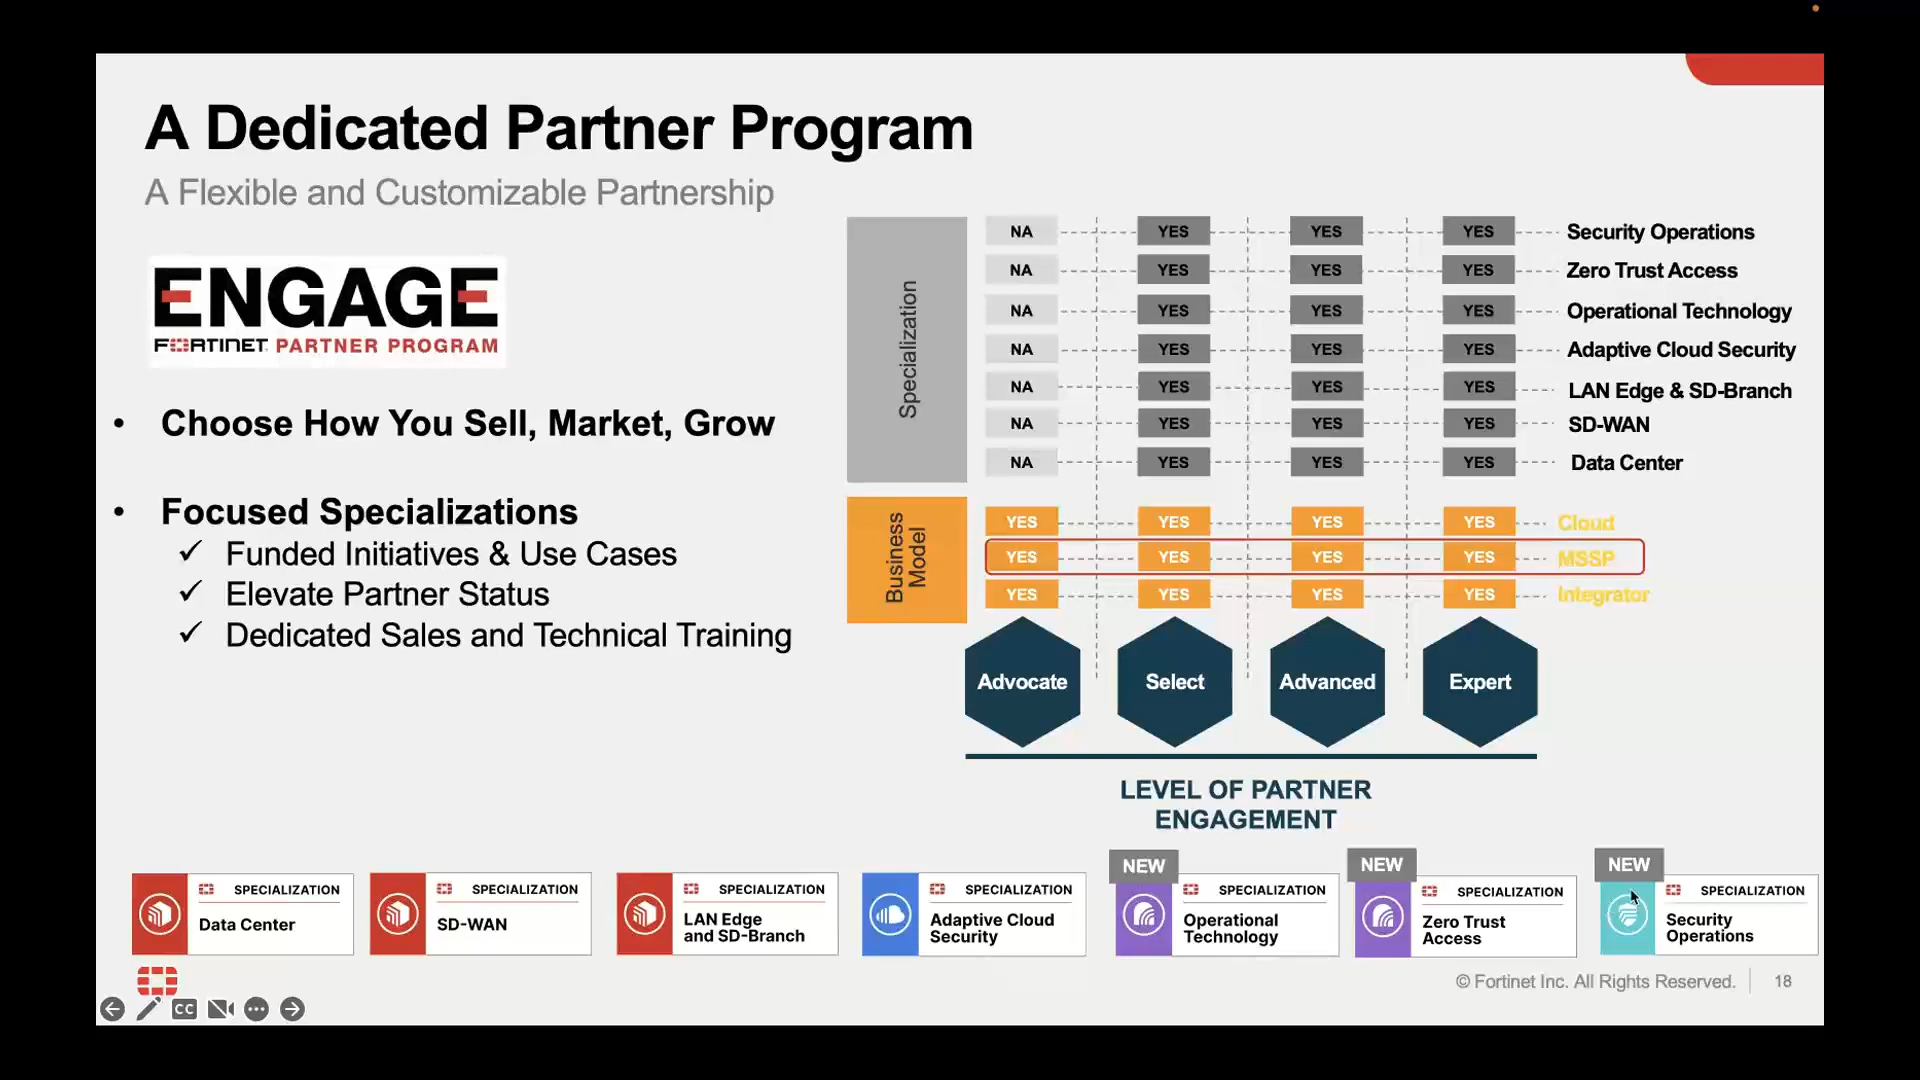 A Dedicated Partner Program
A Flexible and Customizable Partnership
ENGAGE
FORTINET PARTNER PROGRAM
• Choose How You Sell, Market, Grow
• Focused Specializations
✓ Funded Initiatives & Use Cases
✓ Elevate Partner Status
✓ Dedicated Sales and Technical Training
Specialization
NA YES YES YES Security Operations
NA YES YES YES Zero Trust Access
NA YES YES YES Operational Technology
NA YES YES YES Adaptive Cloud Security
NA YES YES YES LAN Edge & SD-Branch
NA YES YES YES SD-WAN
NA YES YES YES Data Center
Business
Model
YES YES YES YES Cloud
YES YES YES YES MSSP
YES YES YES YES Integrator
Advocate Select Advanced Expert
LEVEL OF PARTNER
ENGAGEMENT
SPECIALIZATION
Data Center
SPECIALIZATION
SD-WAN
SPECIALIZATION
LAN Edge
and SD-Branch
SPECIALIZATION
Adaptive Cloud
Security
NEW
SPECIALIZATION
Operational
Technology
NEW
SPECIALIZATION
Zero Trust
Access
NEW
SPECIALIZATION
Security
Operations
© Fortinet Inc. All Rights Reserved. 18
CC